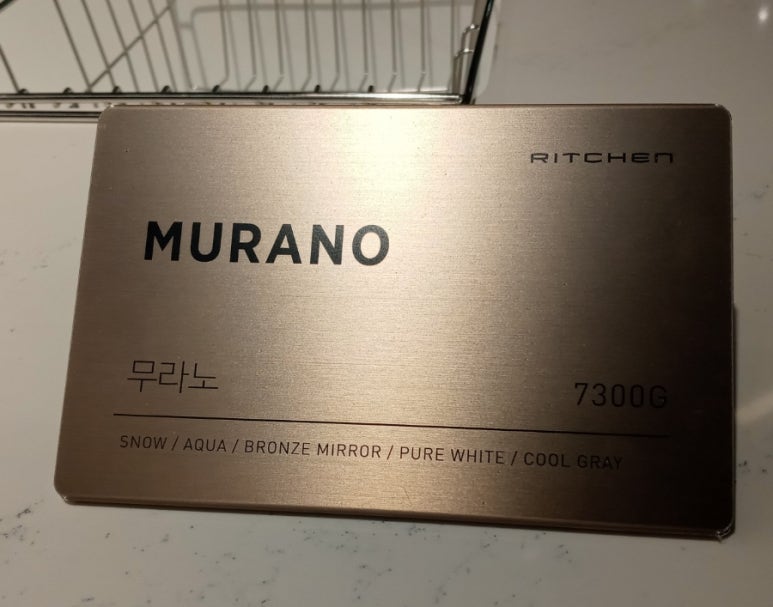 RITCHEN
MURANO
무라노
7300G
SNOW / AQUA / BRONZE MIRROR / PURE WHITE / COOL GRAY